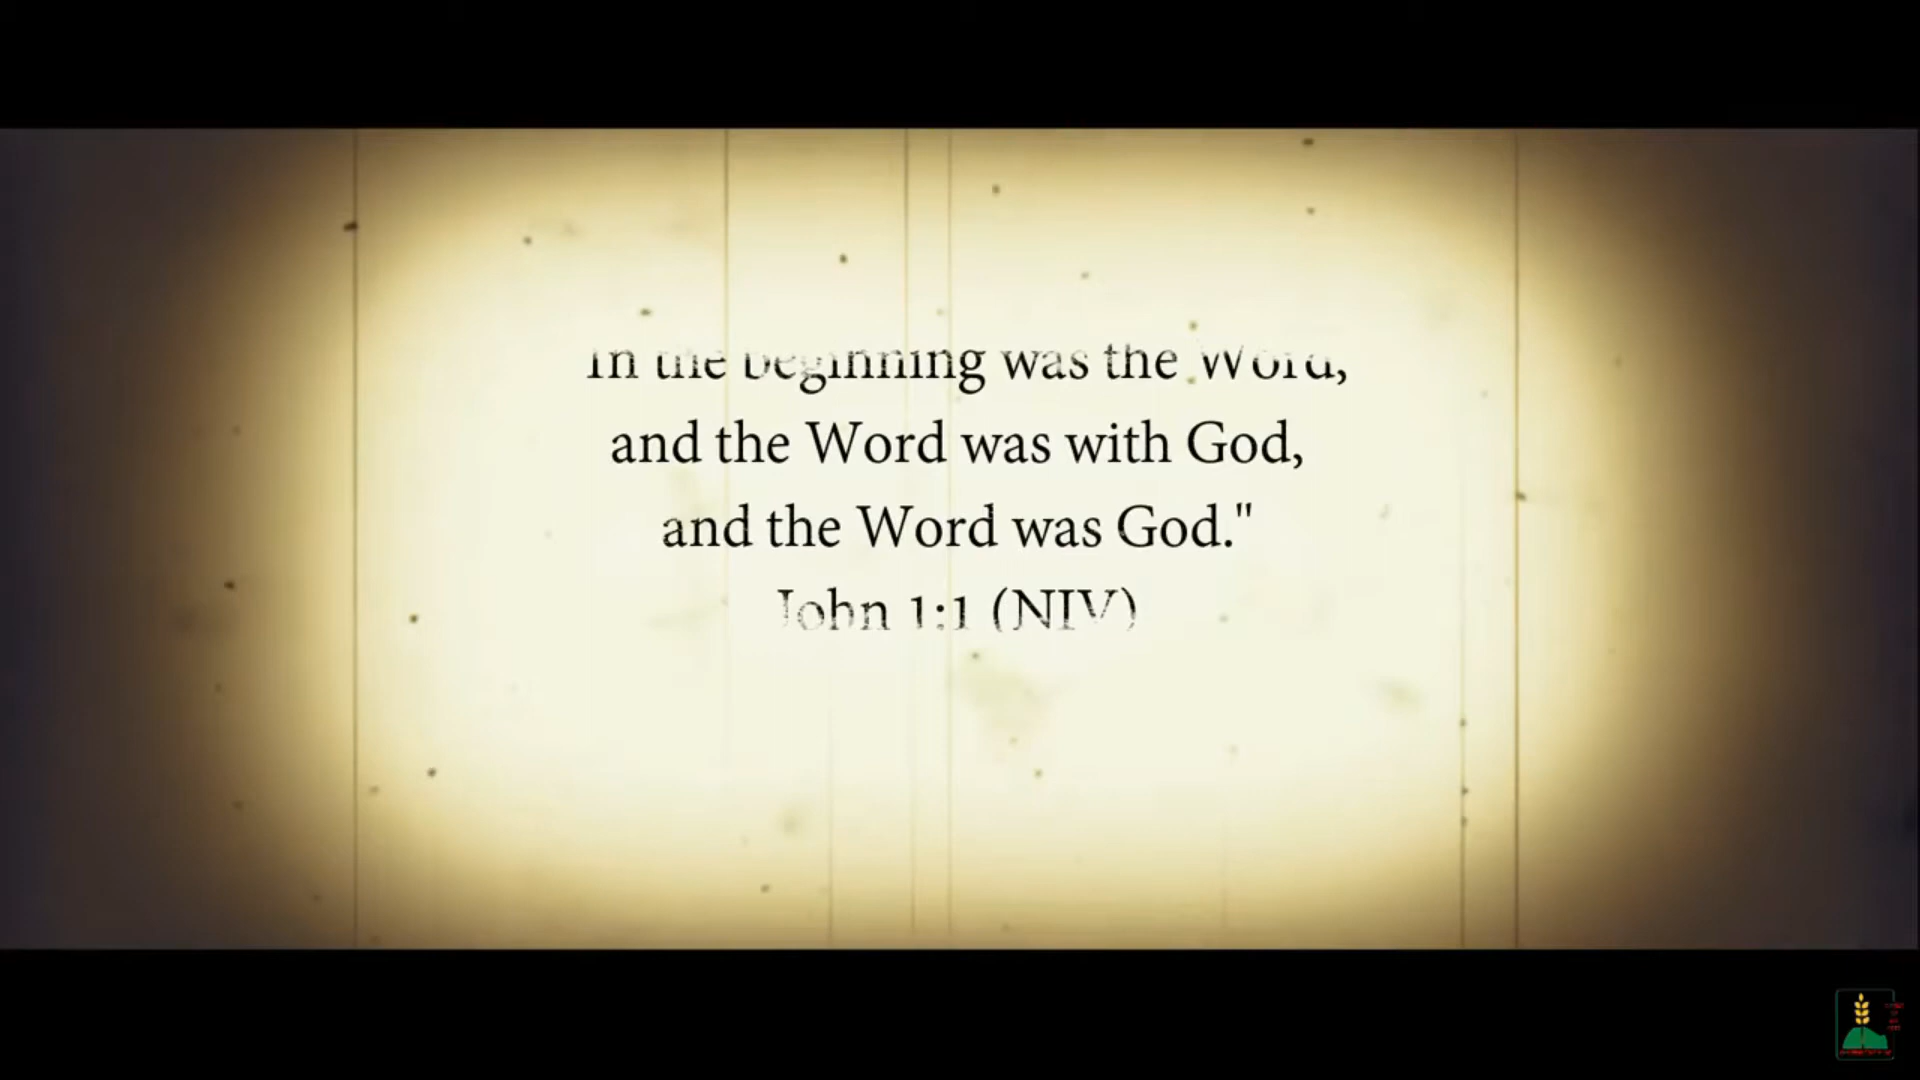 In the beginning was the Word,
and the Word was with God,
and the Word was God."
John 1:1 (NIV)